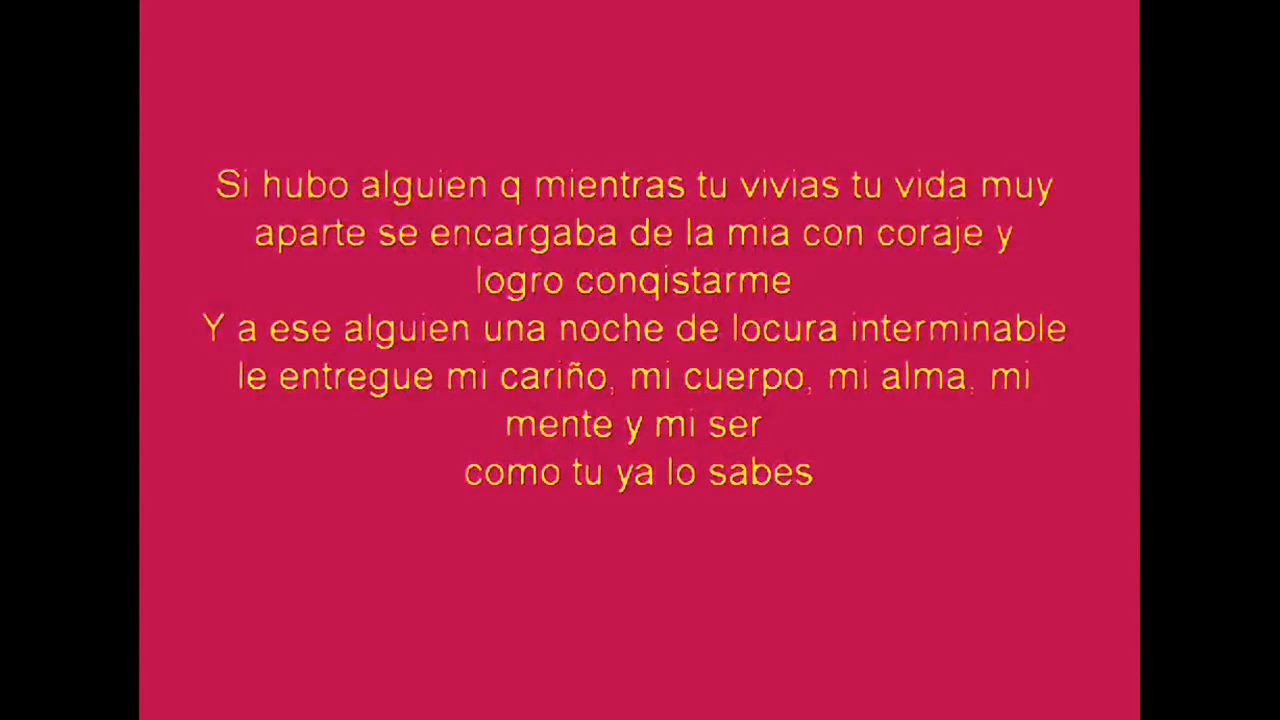 Si hubo alguien q mientras tu vivias tu vida muy
aparte se encargaba de la mia con coraje y
logro conqistarme
Y a ese alguien una noche de locura interminable
le entregue mi cariño, mi cuerpo, mi alma, mi
mente y mi ser
como tu ya lo sabes